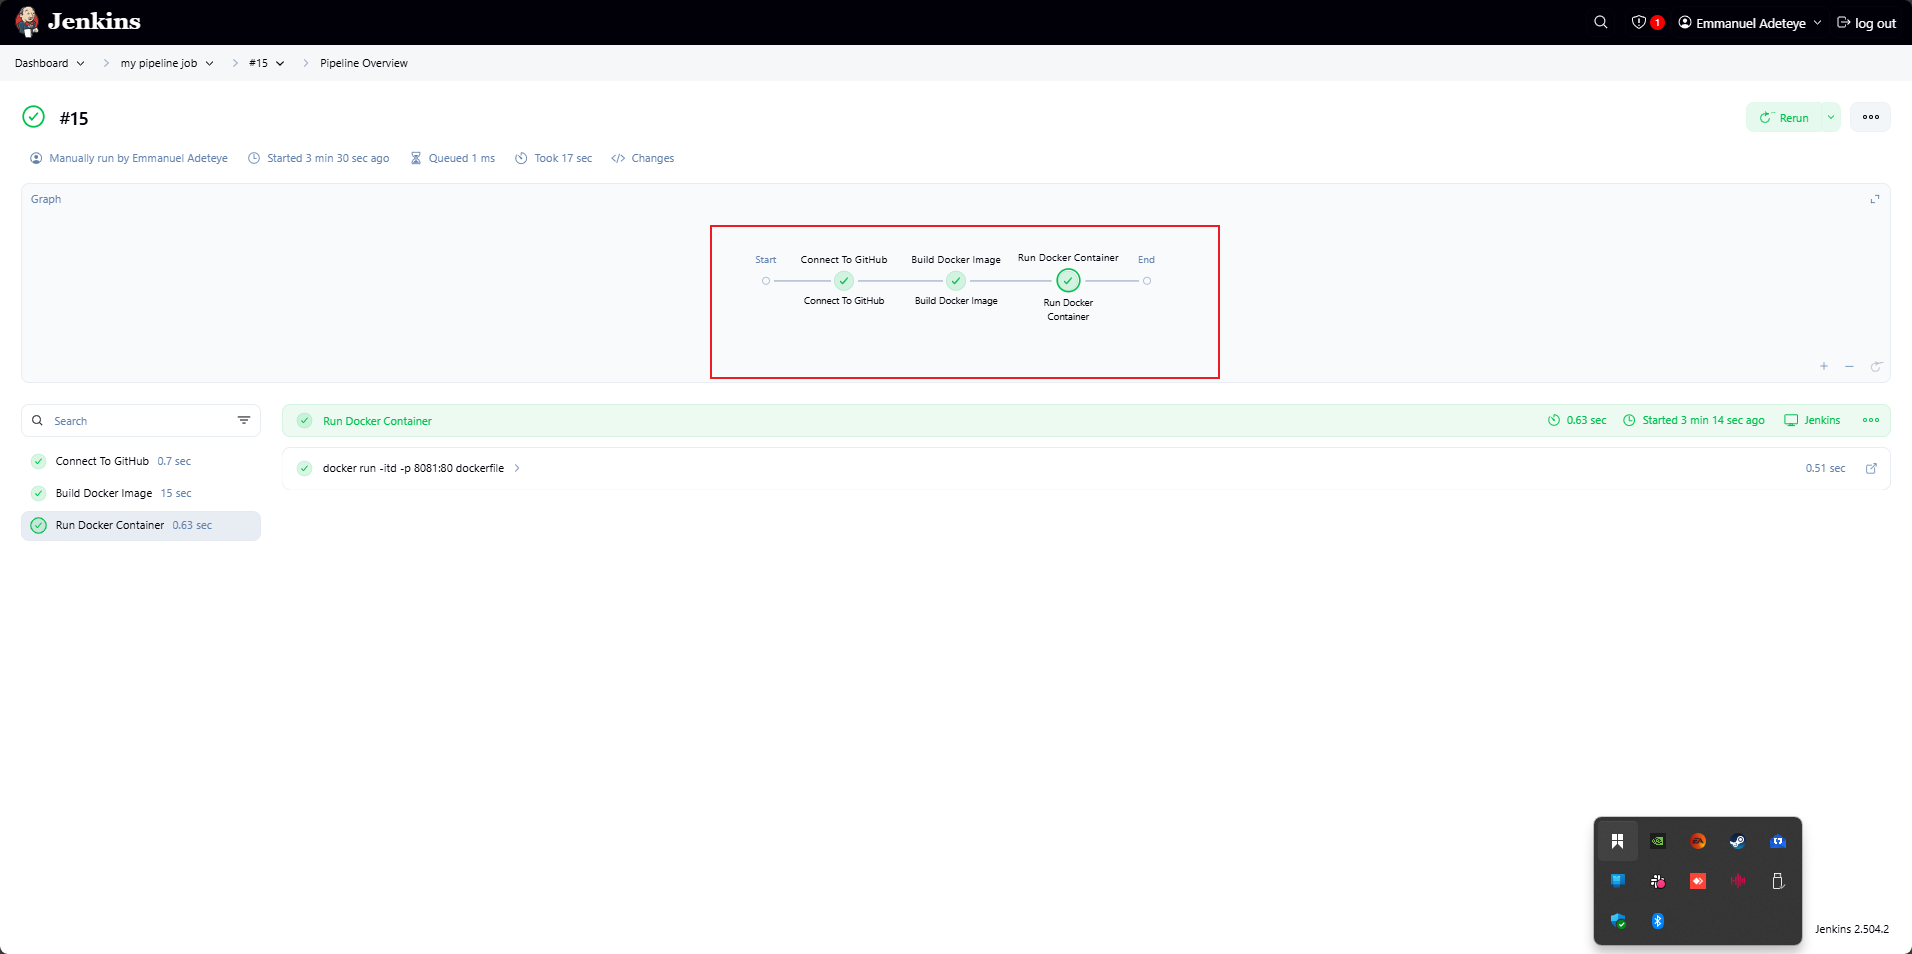 Jenkins
1
Emmanuel Adeteye
log out
Dashboard
my pipeline job
#15
Pipeline Overview
#15
Rerun
Manually run by Emmanuel Adeteye
Started 3 min 30 sec ago
Queued 1 ms
Took 17 sec
Changes
Graph
Start
Connect To GitHub
Build Docker Image
Run Docker Container
End
Connect To GitHub
Build Docker Image
Run Docker
Container
Search
Run Docker Container
0.63 sec
Started 3 min 14 sec ago
Jenkins
Connect To GitHub 0.7 sec
docker run -itd -p 8081:80 dockerfile
0.51 sec
Build Docker Image 15 sec
Run Docker Container 0.63 sec
Jenkins 2.504.2